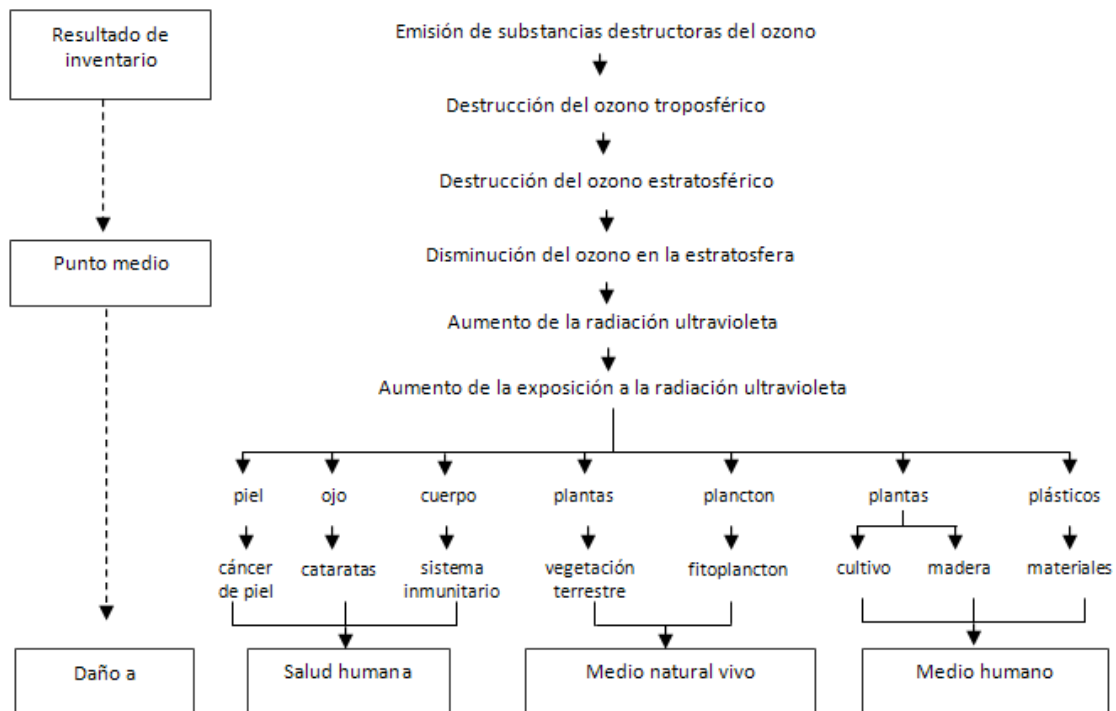 Resultado de
inventario
Emisión de substancias destructoras del ozono
Destrucción del ozono troposférico
Destrucción del ozono estratosférico
Punto medio
Disminución del ozono en la estratosfera
Aumento de la radiación ultravioleta
Aumento de la exposición a la radiación ultravioleta
piel
ojo
cuerpo
plantas
plancton
plantas
plásticos
cáncer
de piel
cataratas
sistema
inmunitario
vegetación
terrestre
fitoplancton
cultivo
madera
materiales
Daño a
Salud humana
Medio natural vivo
Medio humano